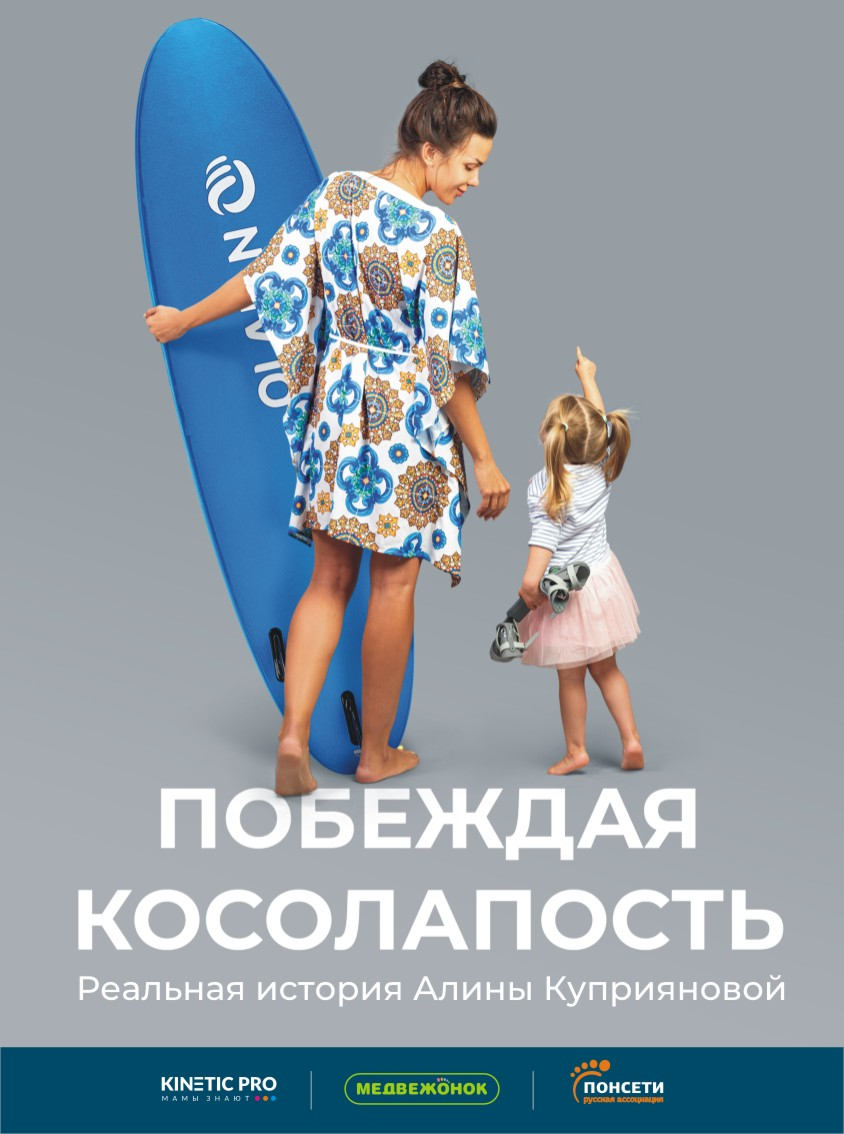 ПОБЕЖДАЯ
КОСОЛАПОСТЬ
Реальная история Алины Куприяновой
KINETIC PRO
МАМЫ ЗНАЮТ
МЕДВЕЖОНОК
ПОНСЕТИ
русская ассоциация